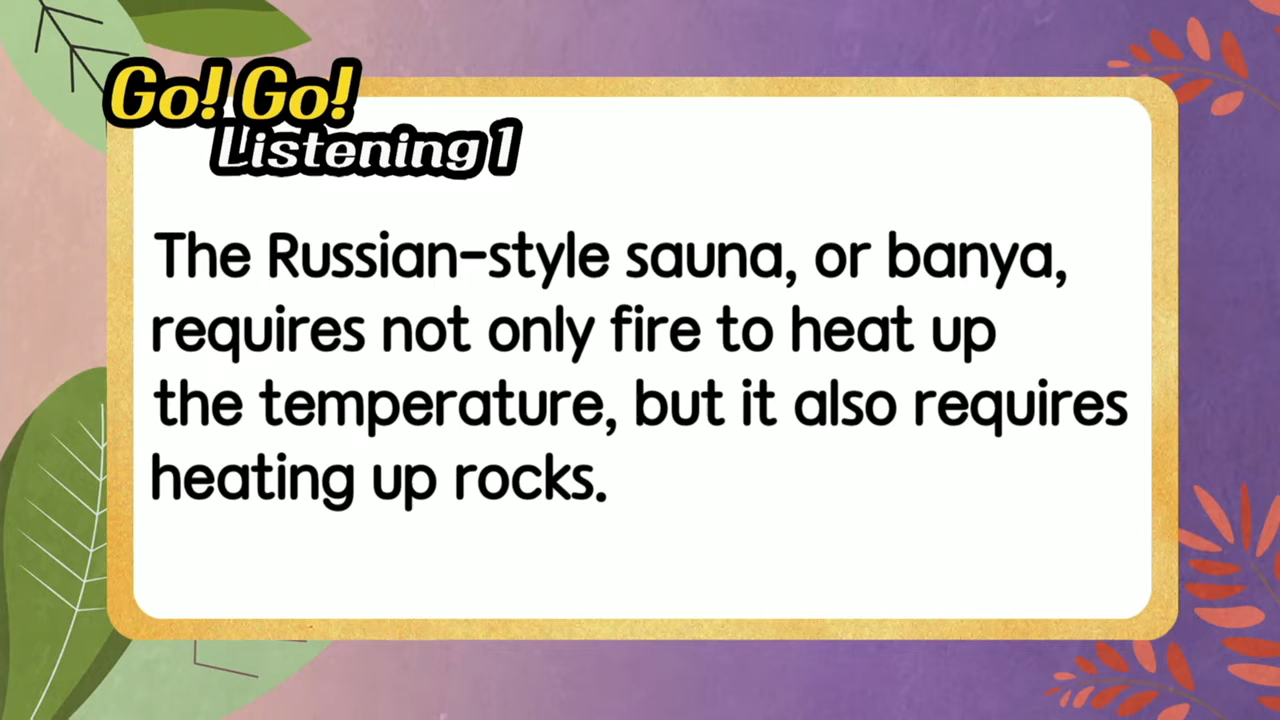 Go! Go!
Listening 1
The Russian-style sauna, or banya,
requires not only fire to heat up
the temperature, but it also requires
heating up rocks.